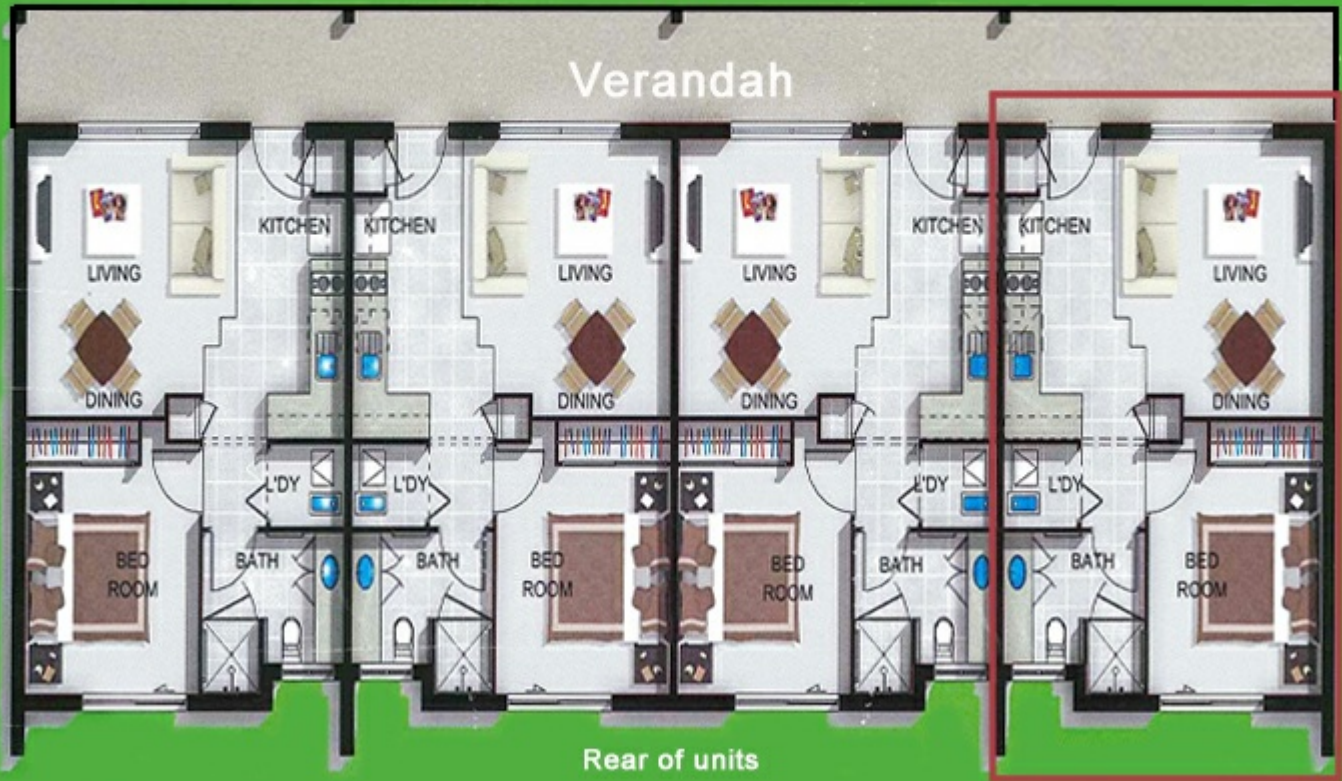 Verandah
KITCHEN KITCHEN KITCHEN KITCHEN
LIVING LIVING LIVING LIVING
DINING DINING DINING DINING
L'DY L'DY L'DY L'DY
BATH BATH BATH BATH
BED BED BED BED
ROOM ROOM ROOM ROOM
Rear of units